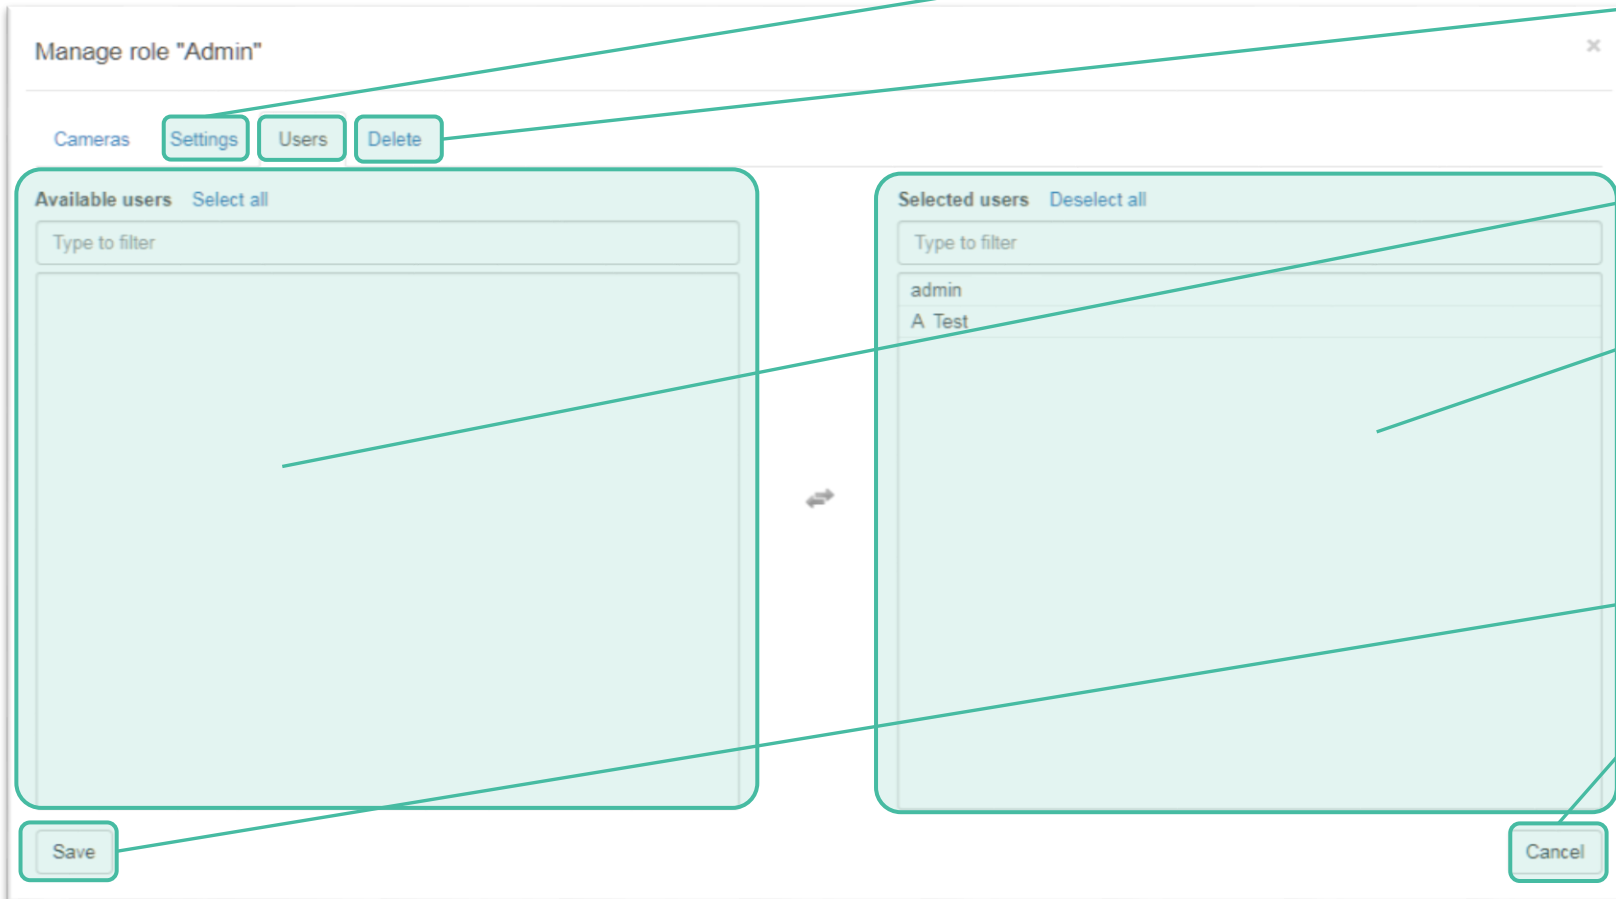 Manage role "Admin"
×
Cameras Settings Users Delete
Available users Select all
Type to filter
Selected users Deselect all
Type to filter
admin
A Test
Save
Cancel